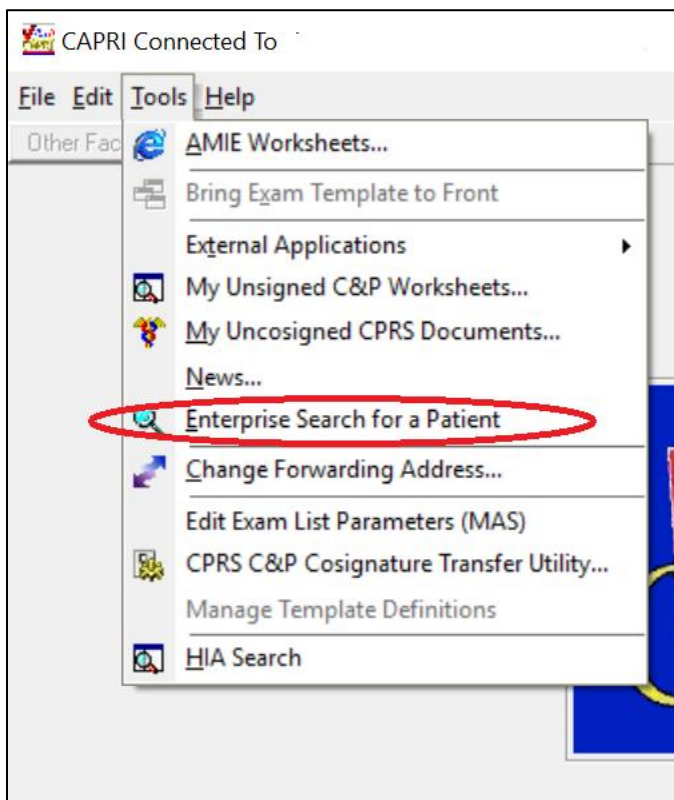 CAPRI Connected To
File Edit Tools Help
Other Fac
AMIE Worksheets...
Bring Exam Template to Front
External Applications
My Unsigned C&P Worksheets...
My Uncosigned CPRS Documents...
News...
Enterprise Search for a Patient
Change Forwarding Address...
Edit Exam List Parameters (MAS)
CPRS C&P Cosignature Transfer Utility...
Manage Template Definitions
HIA Search